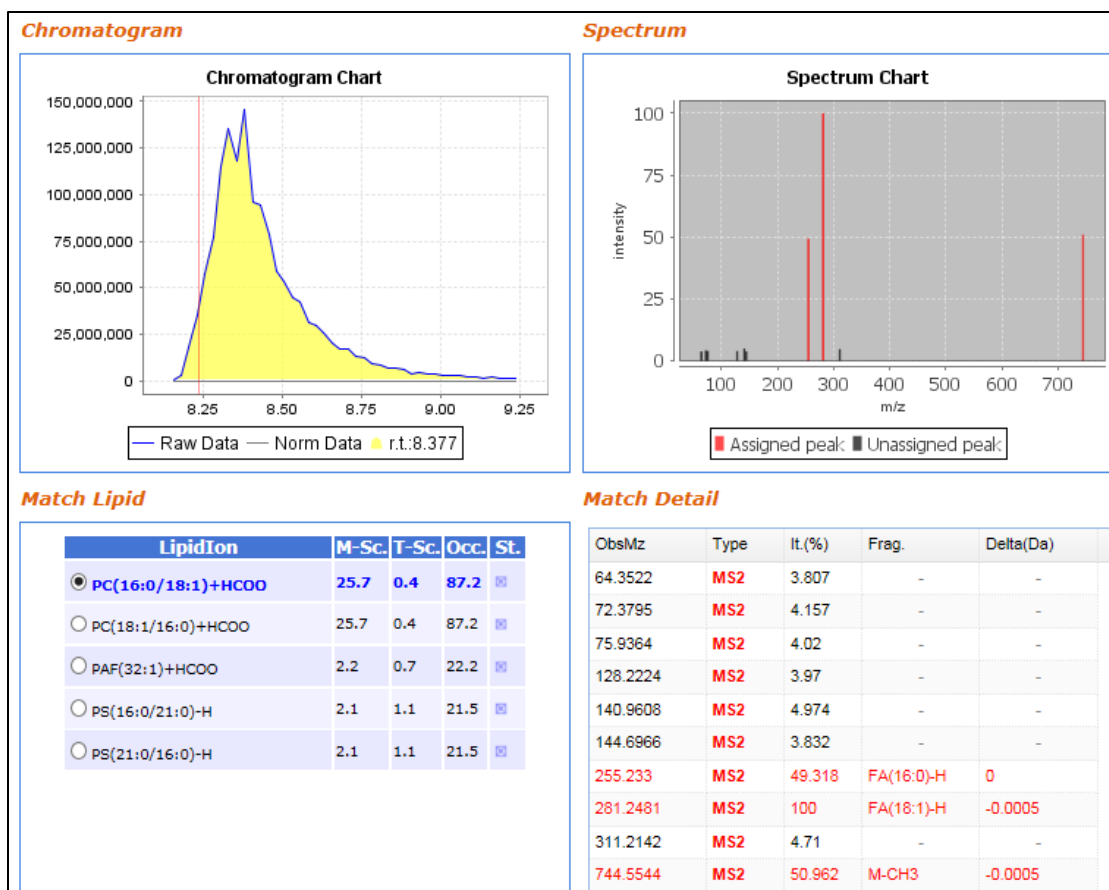 Chromatogram
Chromatogram Chart
150,000,000
125,000,000
100,000,000
75,000,000
50,000,000
25,000,000
0
8.25 8.50 8.75 9.00 9.25
Raw Data Norm Data r.t.:8.377
Spectrum
Spectrum Chart
intensity
100
75
50
25
0
100 200 300 400 500 600 700
m/z
Assigned peak Unassigned peak
Match Lipid
LipidIon M-Sc. T-Sc. Occ. St.
PC(16:0/18:1)+HCOO 25.7 0.4 87.2
PC(18:1/16:0)+HCOO 25.7 0.4 87.2
PAF(32:1)+HCOO 2.2 0.7 22.2
PS(16:0/21:0)-H 2.1 1.1 21.5
PS(21:0/16:0)-H 2.1 1.1 21.5
Match Detail
ObsMz Type It.(%) Frag. Delta(Da)
64.3522 MS2 3.807 - -
72.3795 MS2 4.157 - -
75.9364 MS2 4.02 - -
128.2224 MS2 3.97 - -
140.9608 MS2 4.974 - -
144.6966 MS2 3.832 - -
255.233 MS2 49.318 FA(16:0)-H 0
281.2481 MS2 100 FA(18:1)-H -0.0005
311.2142 MS2 4.71 - -
744.5544 MS2 50.962 M-CH3 -0.0005